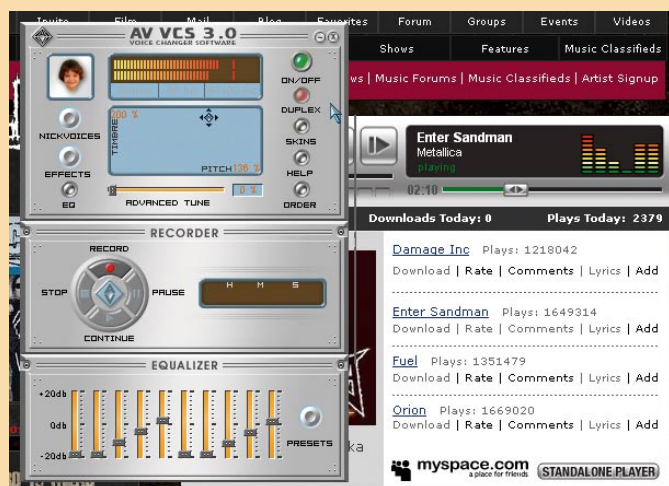 Invite Film Mail Blog Favorites Forum Groups Events Videos
Shows Features Music Classifieds
ws | Music Forums | Music Classifieds | Artist Signup
AV VCS 3.0
VOICE CHANGER SOFTWARE
ON/OFF
DUPLEX
SKINS
HELP
ORDER
NICKVOICES
EFFECTS
EQ
200 %
TIMBRE
PITCH 136 %
ADVANCED TUNE
0 %
RECORDER
RECORD
STOP
PAUSE
CONTINUE
H M S
EQUALIZER
+20db
0db
-20db
PRESETS
Enter Sandman
Metallica
playing
02:10
Downloads Today: 0 Plays Today: 2379
Damage Inc Plays: 1218042
Download | Rate | Comments | Lyrics | Add
Enter Sandman Plays: 1649314
Download | Rate | Comments | Lyrics | Add
Fuel Plays: 1351479
Download | Rate | Comments | Lyrics | Add
Orion Plays: 1669020
Download | Rate | Comments | Lyrics | Add
ka
myspace.com
a place for friends
STANDALONE PLAYER